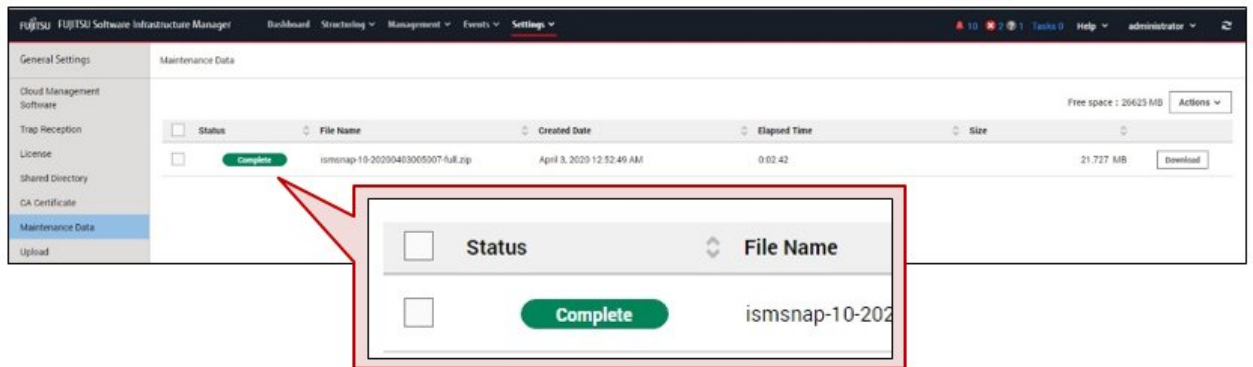 FUJITSU FUJITSU Software Infrastructure Manager Dashboard Structuring Management Events Settings 10 2 1 Tasks 0 Help administrator
General Settings Maintenance Data
Cloud Management
Software
Free space : 26625 MB Actions
Trap Reception Status File Name Created Date Elapsed Time Size
License Complete ismsnap-10-20200403005007-full.zip April 3, 2020 12:52:49 AM 0:02:42 21.727 MB Download
Shared Directory
CA Certificate
Maintenance Data
Upload
Status File Name
Complete ismsnap-10-202